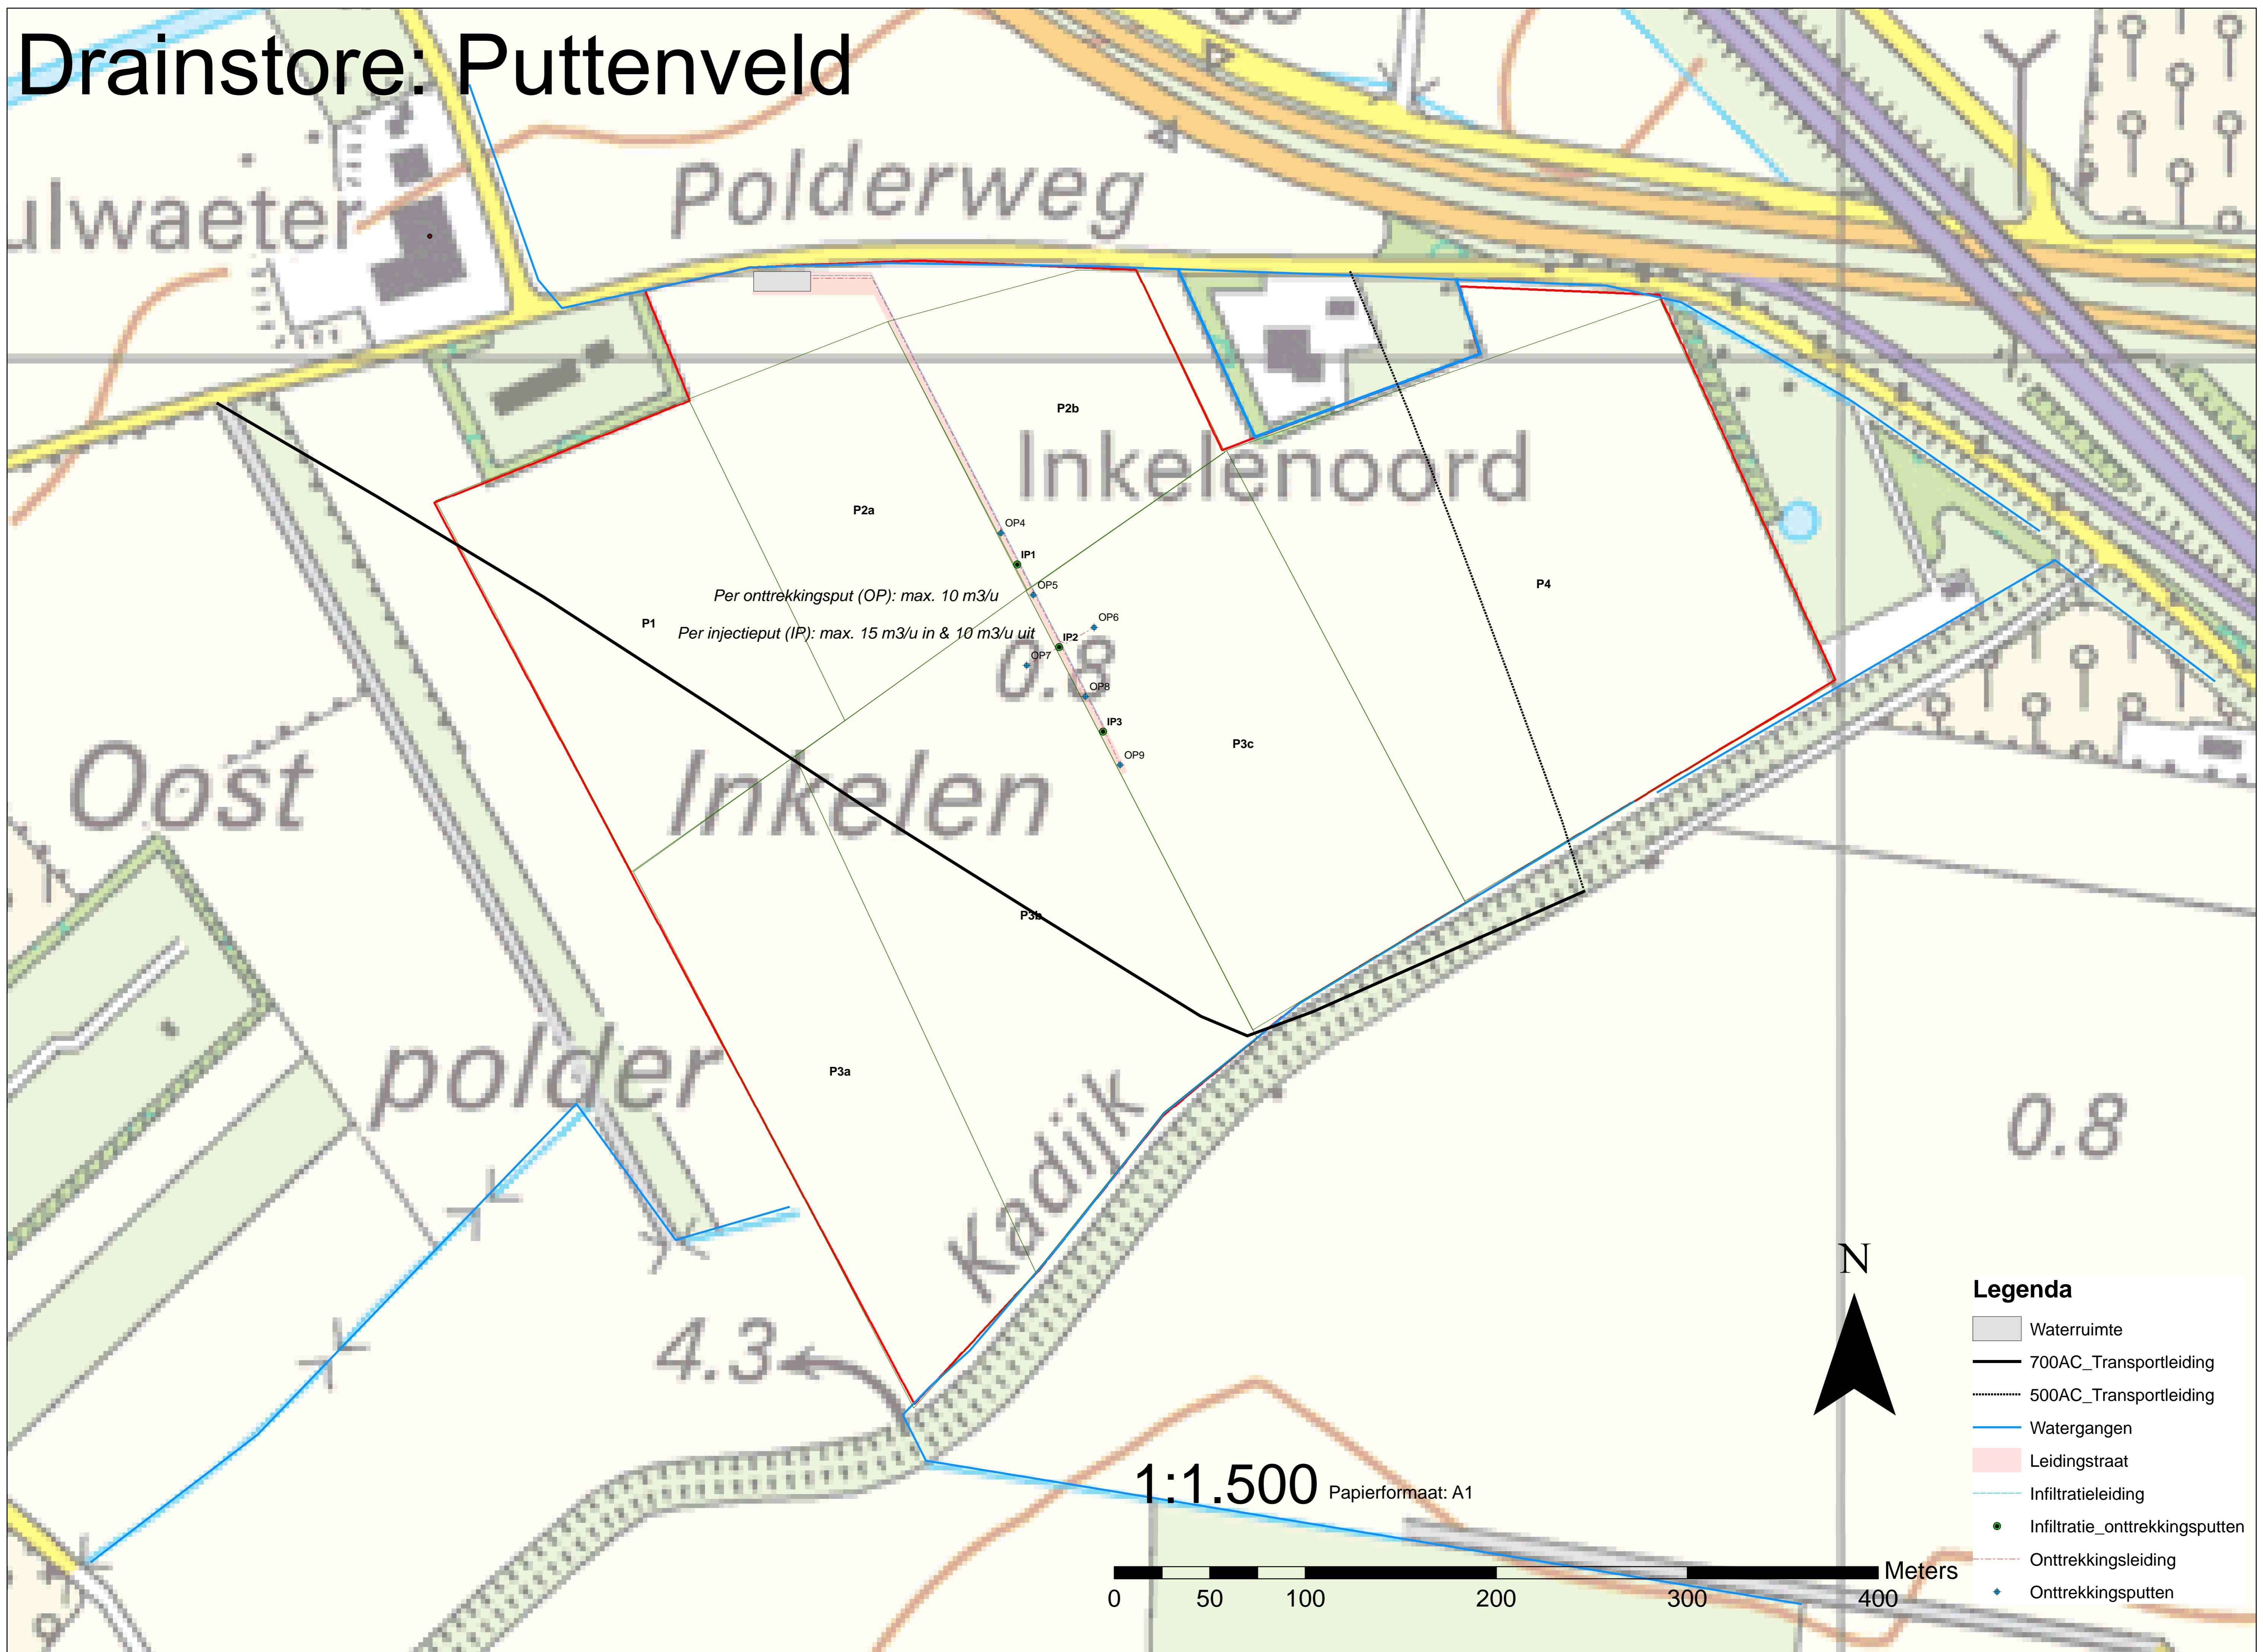 Drainstore: Puttenveld
ulwaeter
Polderweg
P2b
Inkelenoord
P2a
OP4
IP1
OP5
P4
Per onttrekkingsput (OP): max. 10 m3/u
P1
OP6
Per injectieput (IP): max. 15 m3/u in & 10 m3/u uit
IP2
OP7
0.8
OP8
IP3
P3c
OP9
Oost
Inkelen
P3b
polder
P3a
Kadijk
0.8
4.3
N
Legenda
Waterruimte
700AC_Transportleiding
500AC_Transportleiding
Watergangen
Leidingstraat
Infiltratieleiding
Infiltratie_onttrekkingsputten
Onttrekkingsleiding
Onttrekkingsputten
1:1.500 Papierformaat: A1
Meters
0 50 100 200 300 400